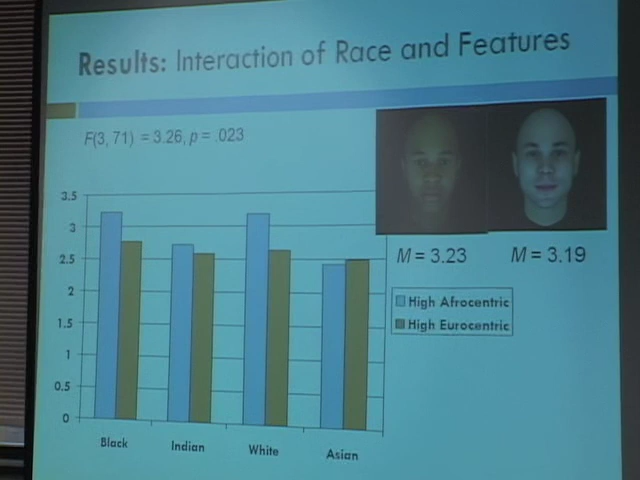 Results: Interaction of Race and Features
F(3, 71) = 3.26, p = .023
3.5
3
2.5
2
1.5
1
0.5
0
Black
Indian
White
Asian
M = 3.23
M = 3.19
High Afrocentric
High Eurocentric